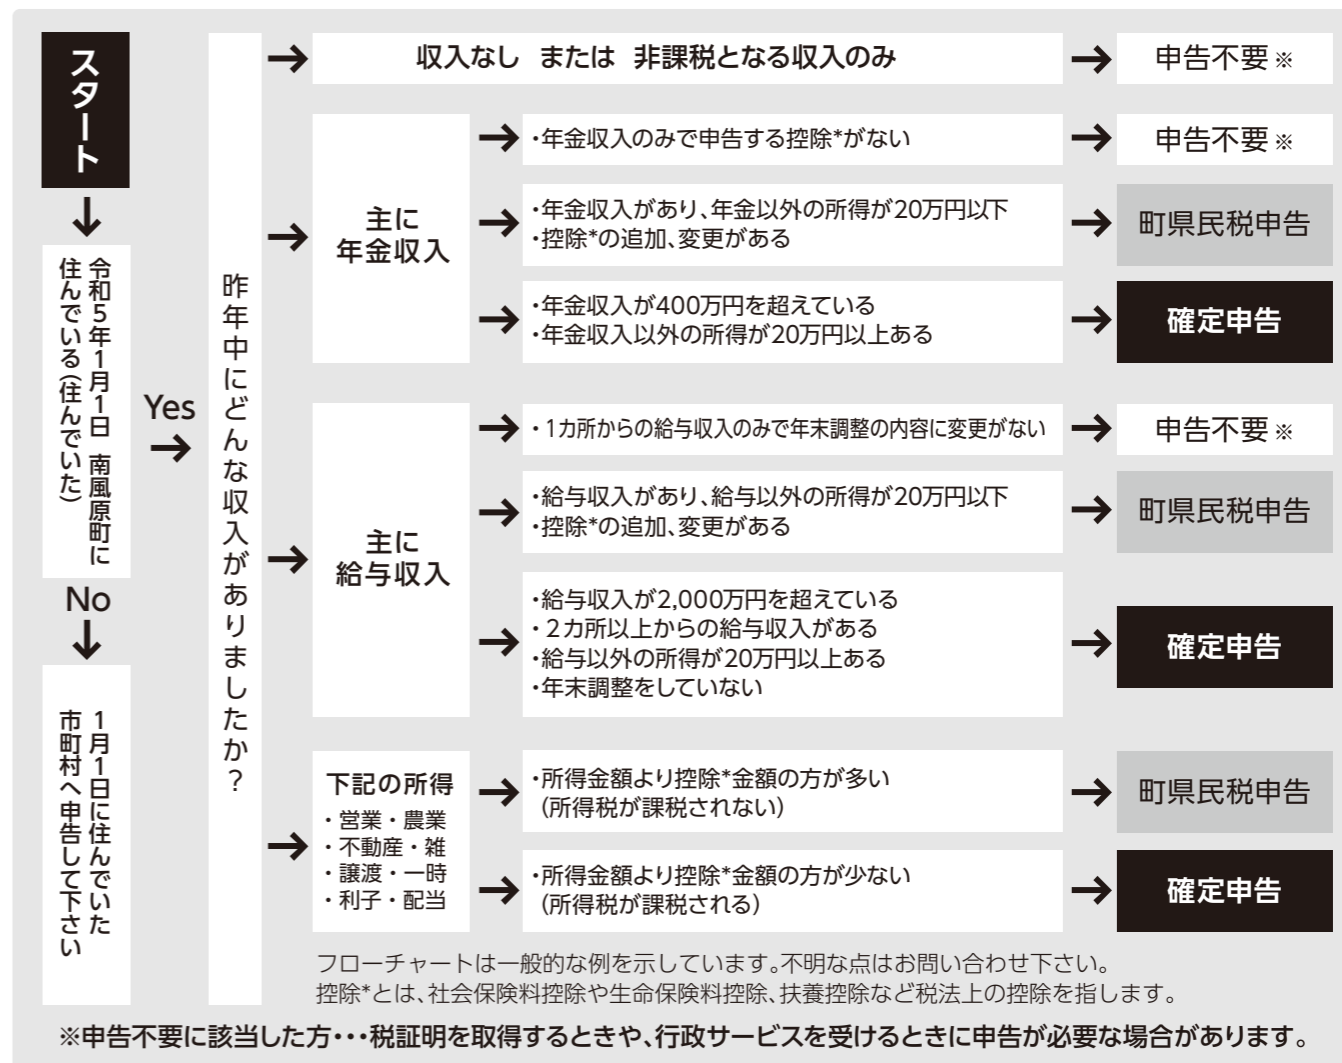 スタート
令和5年1月1日 南風原町に
住んでいる(住んでいた)
Yes
No
1月1日に住んでいた
市町村へ申告して下さい
昨年中にどんな収入がありましたか?
収入なし または 非課税となる収入のみ
申告不要※
主に
年金収入
・年金収入のみで申告する控除*がない
申告不要※
・年金収入があり、年金以外の所得が20万円以下
・控除*の追加、変更がある
町県民税申告
・年金収入が400万円を超えている
・年金収入以外の所得が20万円以上ある
確定申告
主に
給与収入
・1カ所からの給与収入のみで年末調整の内容に変更がない
申告不要※
・給与収入があり、給与以外の所得が20万円以下
・控除*の追加、変更がある
町県民税申告
・給与収入が2,000万円を超えている
・2カ所以上からの給与収入がある
・給与以外の所得が20万円以上ある
・年末調整をしていない
確定申告
下記の所得
・営業・農業
・不動産・雑
・譲渡・一時
・利子・配当
・所得金額より控除*金額の方が多い
(所得税が課税されない)
町県民税申告
・所得金額より控除*金額の方が少ない
(所得税が課税される)
確定申告
フローチャートは一般的な例を示しています。不明な点はお問い合わせ下さい。
控除*とは、社会保険料控除や生命保険料控除、扶養控除など税法上の控除を指します。
※申告不要に該当した方・・・税証明を取得するときや、行政サービスを受けるときに申告が必要な場合があります。